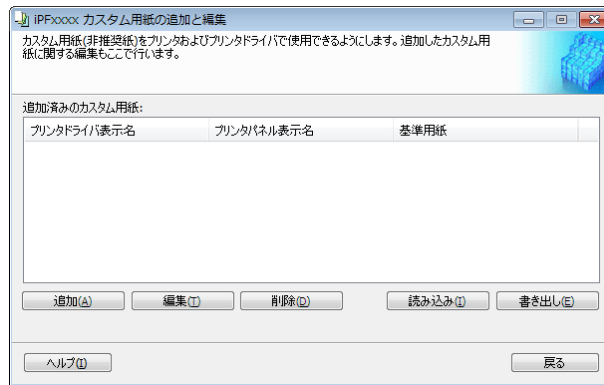 iPFxxxx カスタム用紙の追加と編集
カスタム用紙(非推奨紙)をプリンタおよびプリンタドライバで使用できるようにします。追加したカスタム用
紙に関する編集もここで行います。
追加済みのカスタム用紙:
プリンタドライバ表示名 プリンタパネル表示名 基準用紙
追加(A) 編集(T) 削除(D) 読み込み(I) 書き出し(E)
ヘルプ(I) 戻る